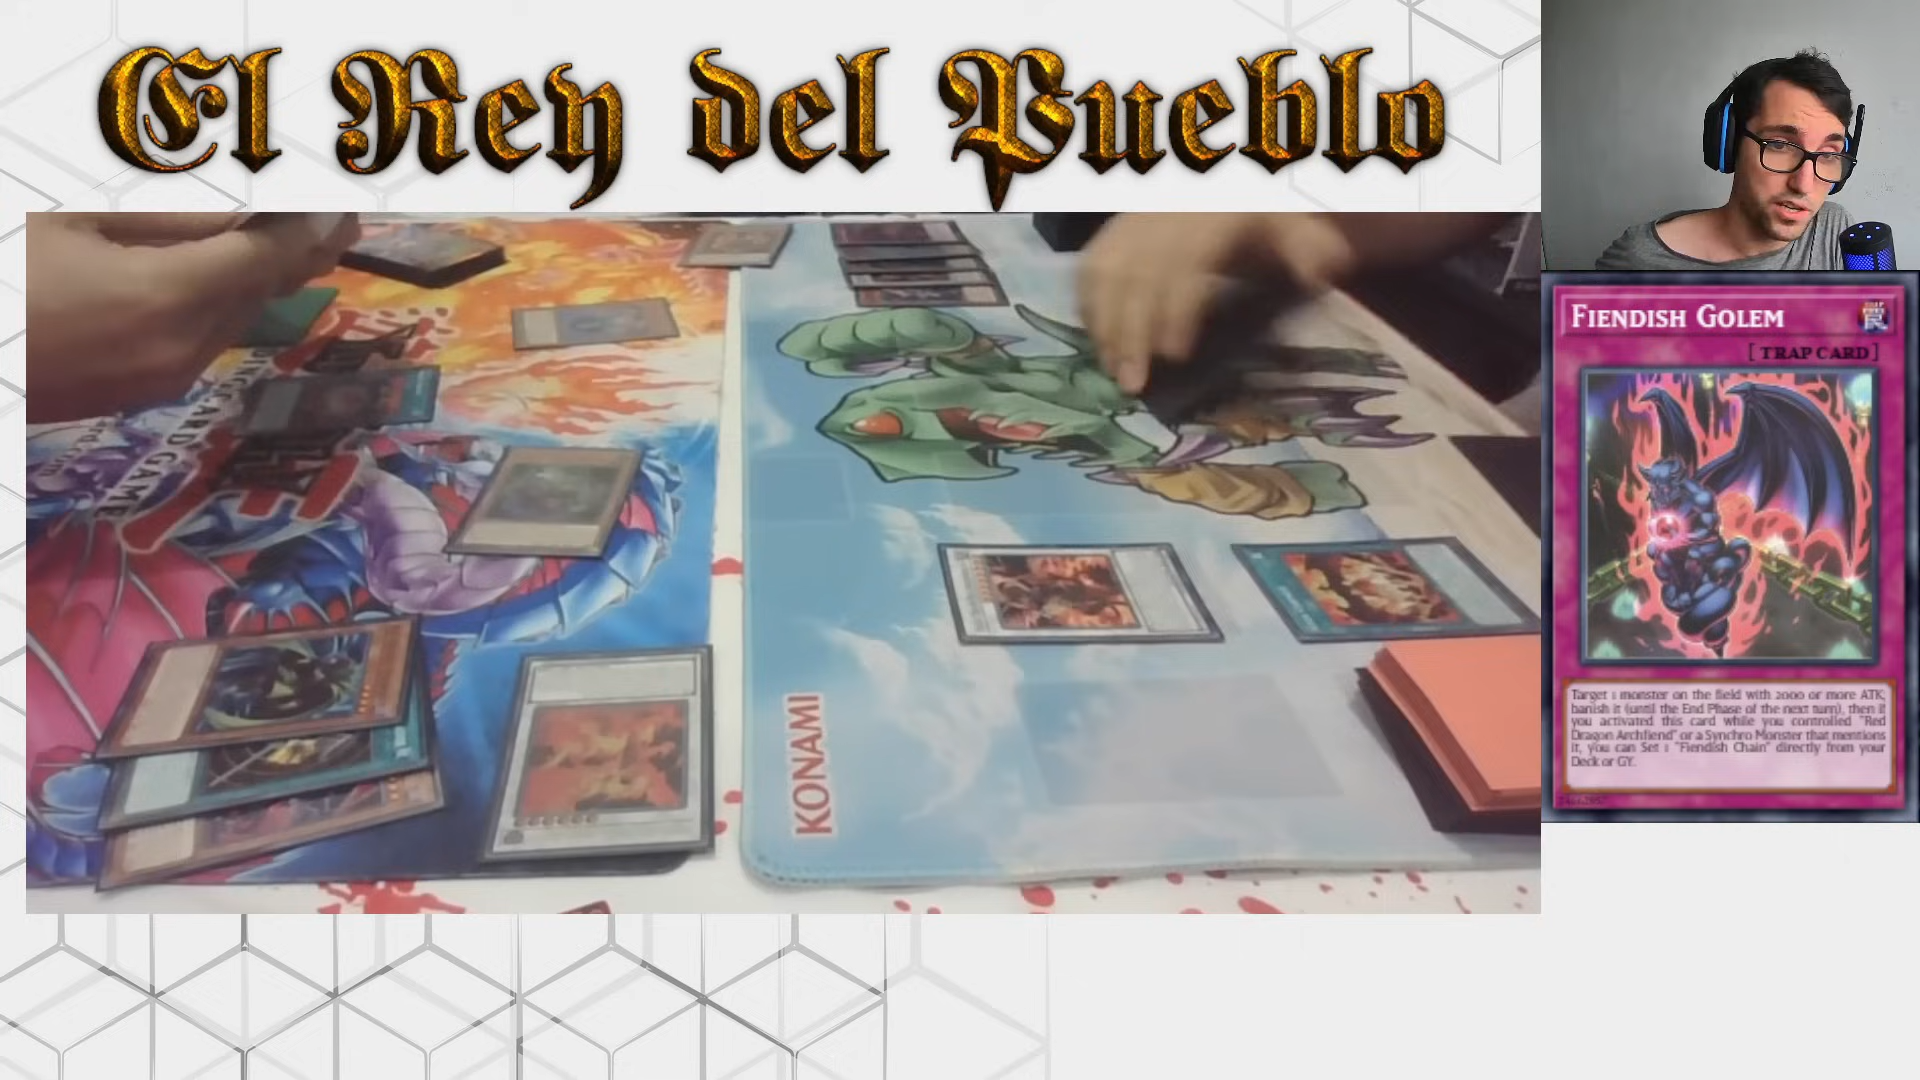 El Rey del Pueblo
FIENDISH GOLEM
[ TRAP CARD ]
Target 1 monster on the field with 2000 or more ATK;
banish it (until the End Phase of the next turn), then if
you activated this card while you controlled "Red
Dragon Archfiend" or a Synchro Monster that mentions
it, you can Set 1 "Fiendish Chain" directly from your
Deck or GY.
CARD GAME
KONAMI